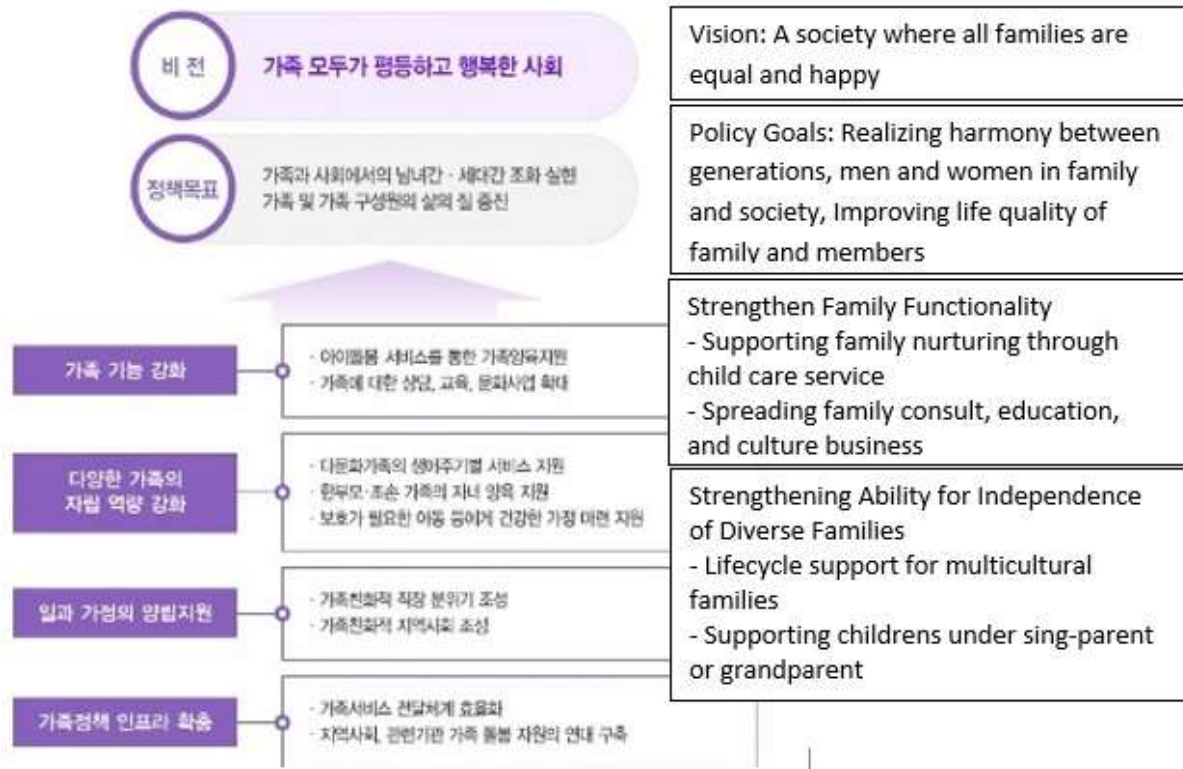 비 전
가족 모두가 평등하고 행복한 사회
정책목표
가족과 사회에서의 남녀간 · 세대간 조화 실현
가족 및 가족 구성원의 삶의 질 증진
가족 기능 강화
· 아이돌봄 서비스를 통한 가족양육지원
· 가족에 대한 상담, 교육, 문화사업 확대
다양한 가족의
자립 역량 강화
· 다문화가족의 생애주기별 서비스 지원
· 한부모·조손 가족의 자녀 양육 지원
· 보호가 필요한 아동 등에게 건강한 가정 마련 지원
일과 가정의 양립지원
· 가족친화적 직장 분위기 조성
· 가족친화적 지역사회 조성
가족정책 인프라 확충
· 가족서비스 전달체계 효율화
· 지역사회, 관련기관 가족 돌봄 자원의 연대 구축
Vision: A society where all families are
equal and happy
Policy Goals: Realizing harmony between
generations, men and women in family
and society, Improving life quality of
family and members
Strengthen Family Functionality
- Supporting family nurturing through
child care service
- Spreading family consult, education,
and culture business
Strengthening Ability for Independence
of Diverse Families
- Lifecycle support for multicultural
families
- Supporting childrens under sing-parent
or grandparent